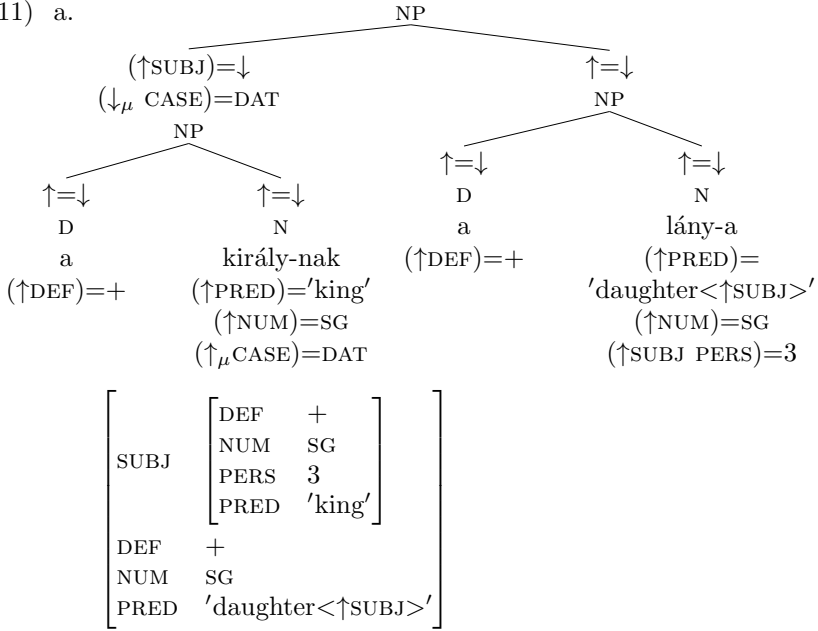 11) a. NP
(↑SUBJ)=↓ ↑=↓
(↓μ CASE)=DAT NP
NP
↑=↓ ↑=↓ ↑=↓ ↑=↓
D N D N
a király-nak a lány-a
(↑DEF)=+ (↑PRED)='king' (↑DEF)=+ (↑PRED)=
'daughter<↑SUBJ>'
(↑NUM)=SG (↑NUM)=SG
(↑μCASE)=DAT (↑SUBJ PERS)=3
DEF +
NUM SG
SUBJ
PERS 3
PRED 'king'
DEF +
NUM SG
PRED 'daughter<↑SUBJ>'